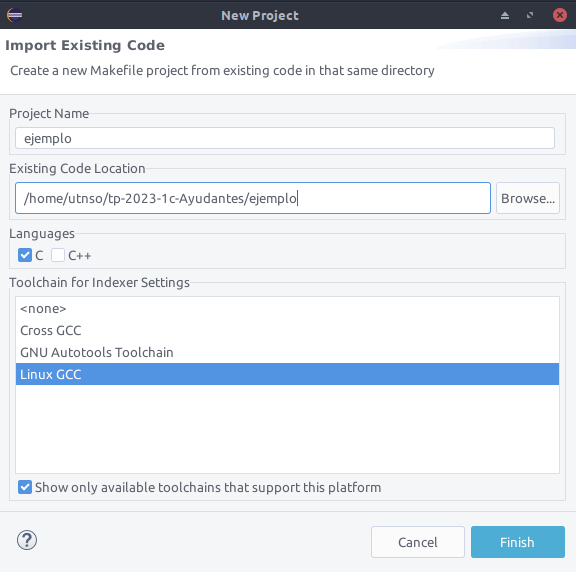 New Project
Import Existing Code
Create a new Makefile project from existing code in that same directory
Project Name
ejemplo
Existing Code Location
/home/utnso/tp-2023-1c-Ayudantes/ejemplo
Browse...
Languages
C C++
Toolchain for Indexer Settings
<none>
Cross GCC
GNU Autotools Toolchain
Linux GCC
Show only available toolchains that support this platform
? Cancel Finish